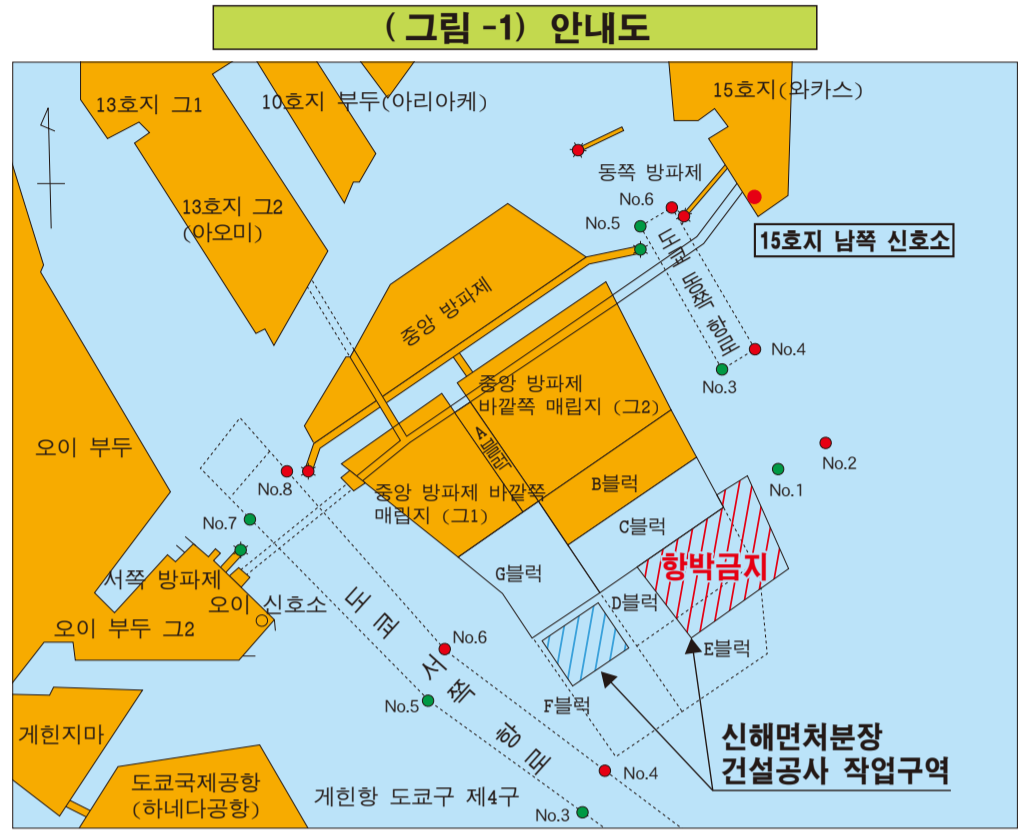 (그림 -1) 안내도
13호지 그1
10호지 부두(아리아케)
15호지(와카스)
동쪽 방파제
No.6
No.5
13호지 그2
(아오미)
15호지 남쪽 신호소
도쿄 동쪽 항로
중앙 방파제
No.4
No.3
중앙 방파제
바깥쪽 매립지 (그2)
오이 부두
A블럭
No.2
No.1
No.8
B블럭
중앙 방파제 바깥쪽
매립지 (그1)
C블럭
No.7
항박금지
G블럭
서쪽 방파제
오이 신호소
D블럭
오이 부두 그2
도쿄 서쪽 항로
No.6
E블럭
No.5
F블럭
게힌지마
신해면처분장
건설공사 작업구역
No.4
도쿄국제공항
(하네다공항)
게힌항 도쿄구 제4구
No.3